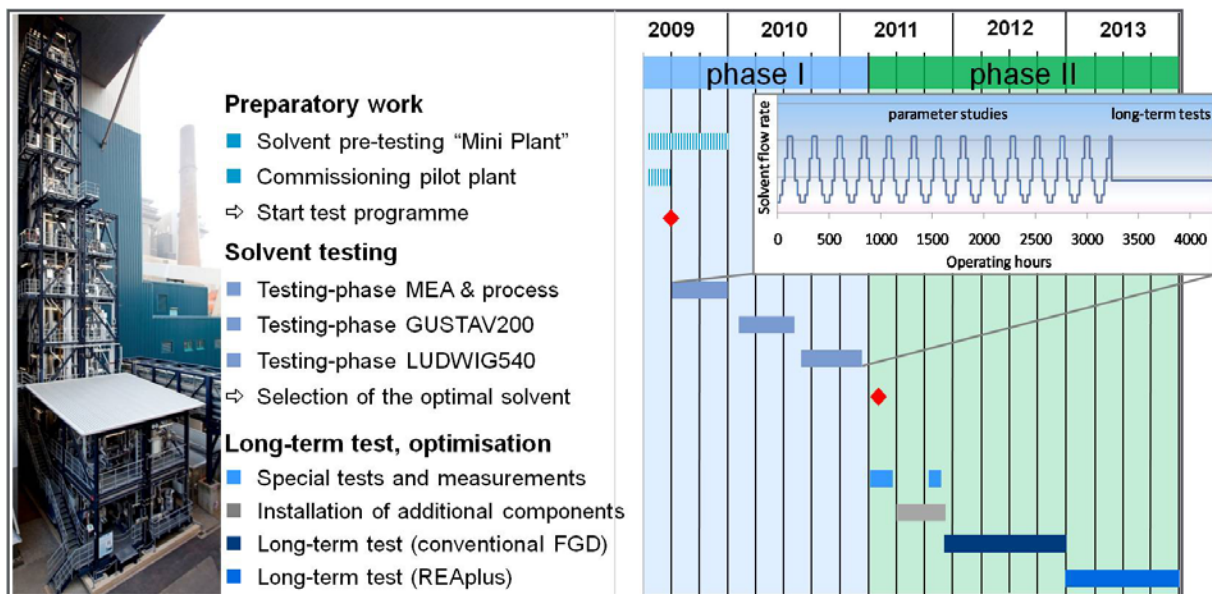 2009 2010 2011 2012 2013
phase I phase II
Preparatory work
Solvent pre-testing “Mini Plant”
Commissioning pilot plant
⇨ Start test programme
Solvent testing
Testing-phase MEA & process
Testing-phase GUSTAV200
Testing-phase LUDWIG540
⇨ Selection of the optimal solvent
Long-term test, optimisation
Special tests and measurements
Installation of additional components
Long-term test (conventional FGD)
Long-term test (REAplus)
parameter studies long-term tests
Solvent flow rate
0 500 1000 1500 2000 2500 3000 3500 4000
Operating hours